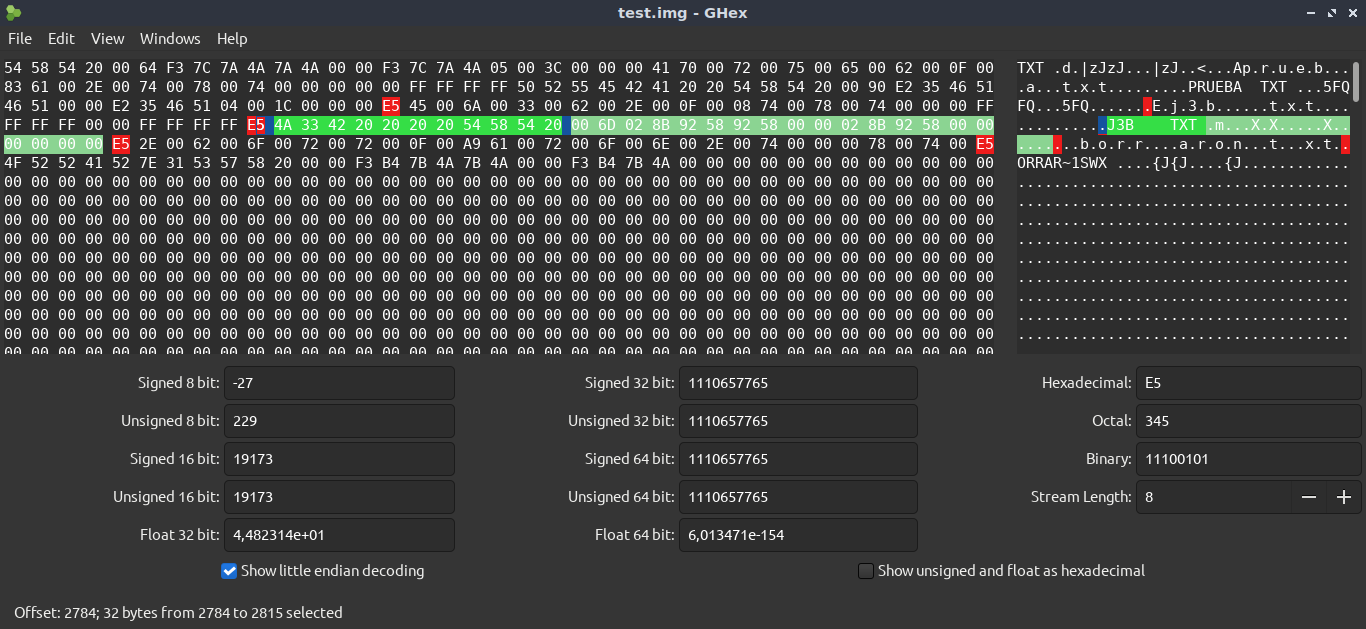 test.img - GHex
File Edit View Windows Help
54 58 54 20 00 64 F3 7C 7A 4A 7A 4A 00 00 F3 7C 7A 4A 05 00 3C 00 00 00 41 70 00 72 00 75 00 65 00 62 00 0F 00 TXT .d.|zJzJ...|zJ..<...Ap.r.u.e.b...
83 61 00 2E 00 74 00 78 00 74 00 00 00 00 00 FF FF FF FF 50 52 55 45 42 41 20 20 54 58 54 20 00 90 E2 35 46 51 .a...t.x.t.........PRUEBA  TXT ...5FQ
46 51 00 00 E2 35 46 51 04 00 1C 00 00 00 E5 45 00 6A 00 33 00 62 00 2E 00 0F 00 08 74 00 78 00 74 00 00 00 FF FQ...5FQ.......E.j.3.b......t.x.t....
FF FF FF 00 00 FF FF FF FF E5 4A 33 42 20 20 20 20 54 58 54 20 00 6D 02 8B 92 58 92 58 00 00 02 8B 92 58 00 00 ..........J3B    TXT .m...X.X.....X..
00 00 00 00 E5 2E 00 62 00 6F 00 72 00 72 00 0F 00 A9 61 00 72 00 6F 00 6E 00 2E 00 74 00 00 00 78 00 74 00 E5 .......b.o.r.r....a.r.o.n...t...x.t..
4F 52 52 41 52 7E 31 53 57 58 20 00 00 F3 B4 7B 4A 7B 4A 00 00 F3 B4 7B 4A 00 00 00 00 00 00 00 00 00 00 00 00 ORRAR~1SWX ....{J{J....{J............
00 00 00 00 00 00 00 00 00 00 00 00 00 00 00 00 00 00 00 00 00 00 00 00 00 00 00 00 00 00 00 00 00 00 00 00 00 .....................................
00 00 00 00 00 00 00 00 00 00 00 00 00 00 00 00 00 00 00 00 00 00 00 00 00 00 00 00 00 00 00 00 00 00 00 00 00 .....................................
00 00 00 00 00 00 00 00 00 00 00 00 00 00 00 00 00 00 00 00 00 00 00 00 00 00 00 00 00 00 00 00 00 00 00 00 00 .....................................
00 00 00 00 00 00 00 00 00 00 00 00 00 00 00 00 00 00 00 00 00 00 00 00 00 00 00 00 00 00 00 00 00 00 00 00 00 .....................................
00 00 00 00 00 00 00 00 00 00 00 00 00 00 00 00 00 00 00 00 00 00 00 00 00 00 00 00 00 00 00 00 00 00 00 00 00 .....................................
00 00 00 00 00 00 00 00 00 00 00 00 00 00 00 00 00 00 00 00 00 00 00 00 00 00 00 00 00 00 00 00 00 00 00 00 00 .....................................
00 00 00 00 00 00 00 00 00 00 00 00 00 00 00 00 00 00 00 00 00 00 00 00 00 00 00 00 00 00 00 00 00 00 00 00 00 .....................................
00 00 00 00 00 00 00 00 00 00 00 00 00 00 00 00 00 00 00 00 00 00 00 00 00 00 00 00 00 00 00 00 00 00 00 00 00 .....................................
00 00 00 00 00 00 00 00 00 00 00 00 00 00 00 00 00 00 00 00 00 00 00 00 00 00 00 00 00 00 00 00 00 00 00 00 00 .....................................
Signed 8 bit: -27 Signed 32 bit: 1110657765 Hexadecimal: E5
Unsigned 8 bit: 229 Unsigned 32 bit: 1110657765 Octal: 345
Signed 16 bit: 19173 Signed 64 bit: 1110657765 Binary: 11100101
Unsigned 16 bit: 19173 Unsigned 64 bit: 1110657765 Stream Length: 8
Float 32 bit: 4,482314e+01 Float 64 bit: 6,013471e-154
Show little endian decoding Show unsigned and float as hexadecimal
Offset: 2784; 32 bytes from 2784 to 2815 selected